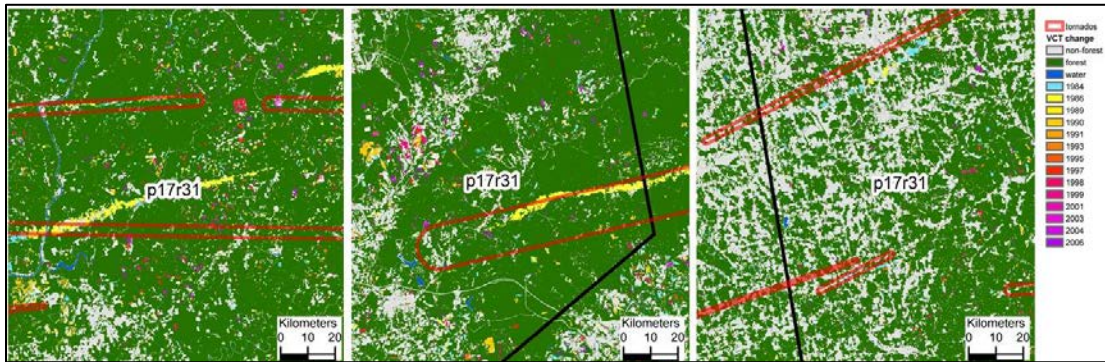 p17r31
Kilometers
0 10 20
p17r31
Kilometers
0 10 20
p17r31
Kilometers
0 10 20
tornados
VCT change
non-forest
forest
water
1984
1986
1989
1990
1991
1993
1995
1997
1998
1999
2001
2003
2004
2006